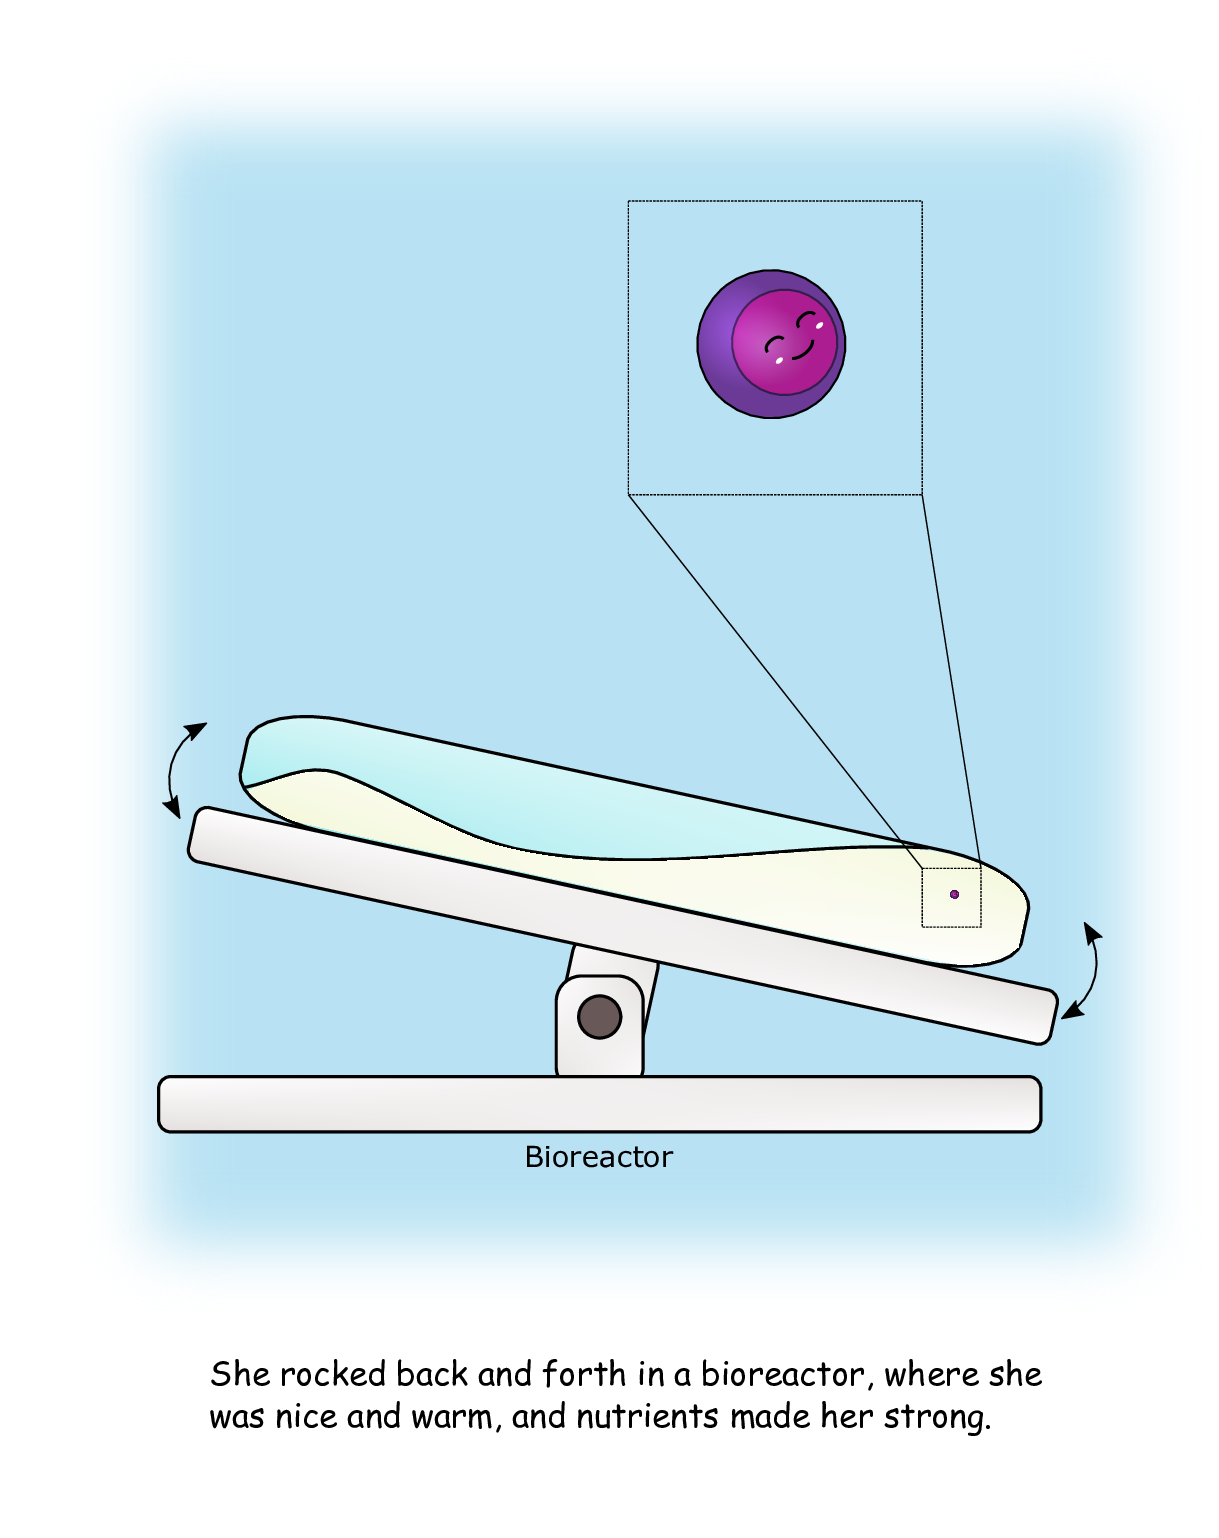 Bioreactor
She rocked back and forth in a bioreactor, where she
was nice and warm, and nutrients made her strong.